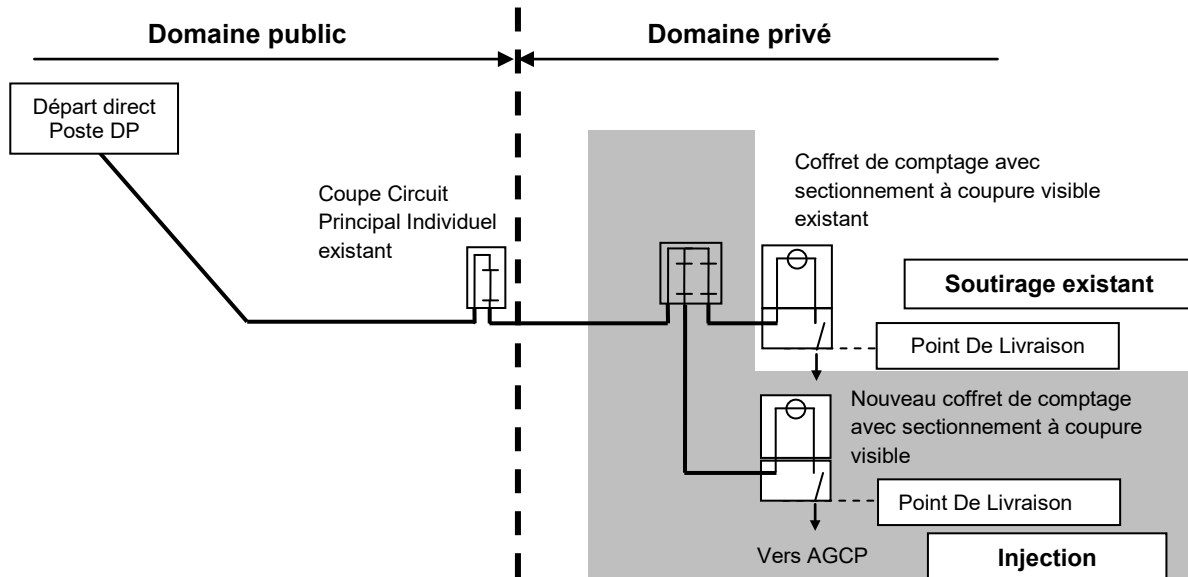 Domaine public
Domaine privé
Départ direct
Poste DP
Coupe Circuit
Principal Individuel
existant
Coffret de comptage avec
sectionnement à coupure visible
existant
Soutirage existant
Point De Livraison
Nouveau coffret de comptage
avec sectionnement à coupure
visible
Point De Livraison
Vers AGCP
Injection